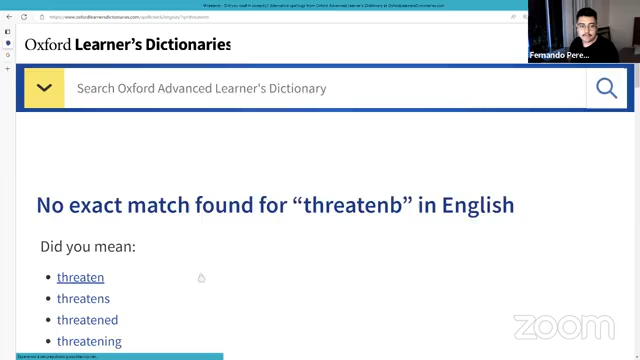 Oxford Learner's Dictionaries
Fernando Pere...
Search Oxford Advanced Learner's Dictionary
No exact match found for “threatenb” in English
Did you mean:
• threaten
• threatens
• threatened
• threatening
zoom